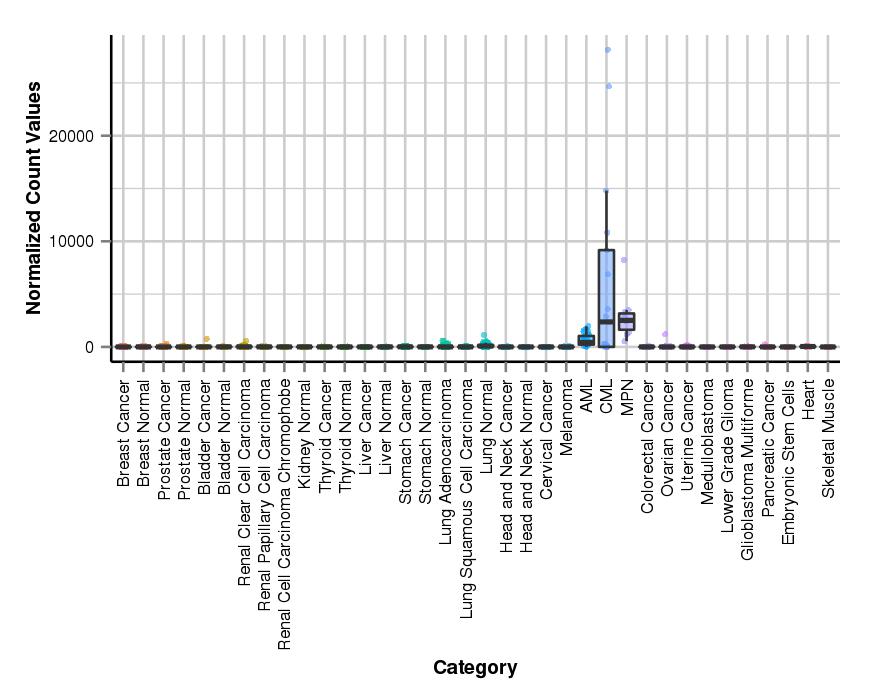 Normalized Count Values
20000
10000
0
Breast Cancer
Breast Normal
Prostate Cancer
Prostate Normal
Bladder Cancer
Bladder Normal
Renal Clear Cell Carcinoma
Renal Papillary Cell Carcinoma
Renal Cell Carcinoma Chromophobe
Kidney Normal
Thyroid Cancer
Thyroid Normal
Liver Cancer
Liver Normal
Stomach Cancer
Stomach Normal
Lung Adenocarcinoma
Lung Squamous Cell Carcinoma
Lung Normal
Head and Neck Cancer
Head and Neck Normal
Cervical Cancer
Melanoma
AML
CML
MPN
Colorectal Cancer
Ovarian Cancer
Uterine Cancer
Medulloblastoma
Lower Grade Glioma
Glioblastoma Multiforme
Pancreatic Cancer
Embryonic Stem Cells
Heart
Skeletal Muscle
Category